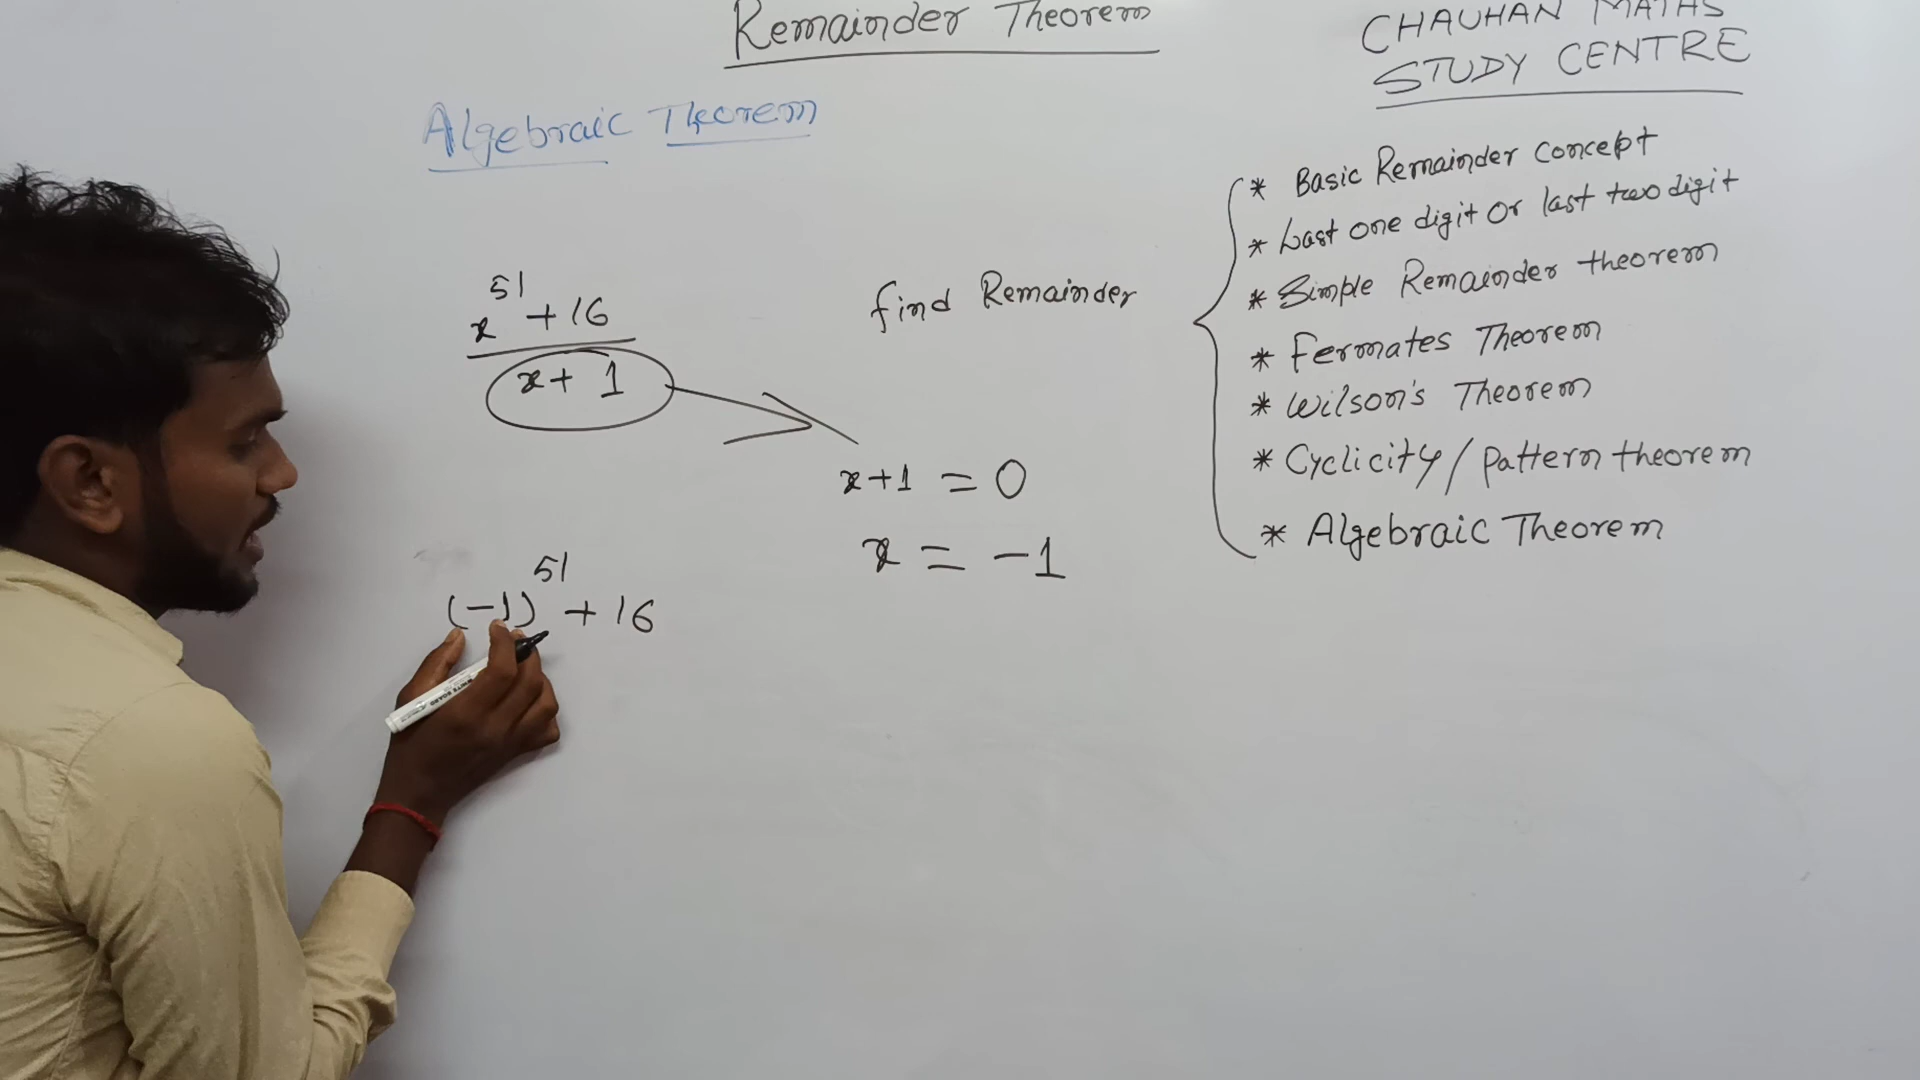 Remainder Theorem
CHAUHAN MATHS
STUDY CENTRE
Algebraic Theorem
* Basic Remainder concept
* Last one digit or last two digit
* Simple Remainder theorem
* Fermates Theorem
* Wilson's Theorem
* Cyclicity / pattern theorem
* Algebraic Theorem
x^51 + 16
x + 1
find Remainder
x+1 = 0
x = -1
(-1)^51 + 16